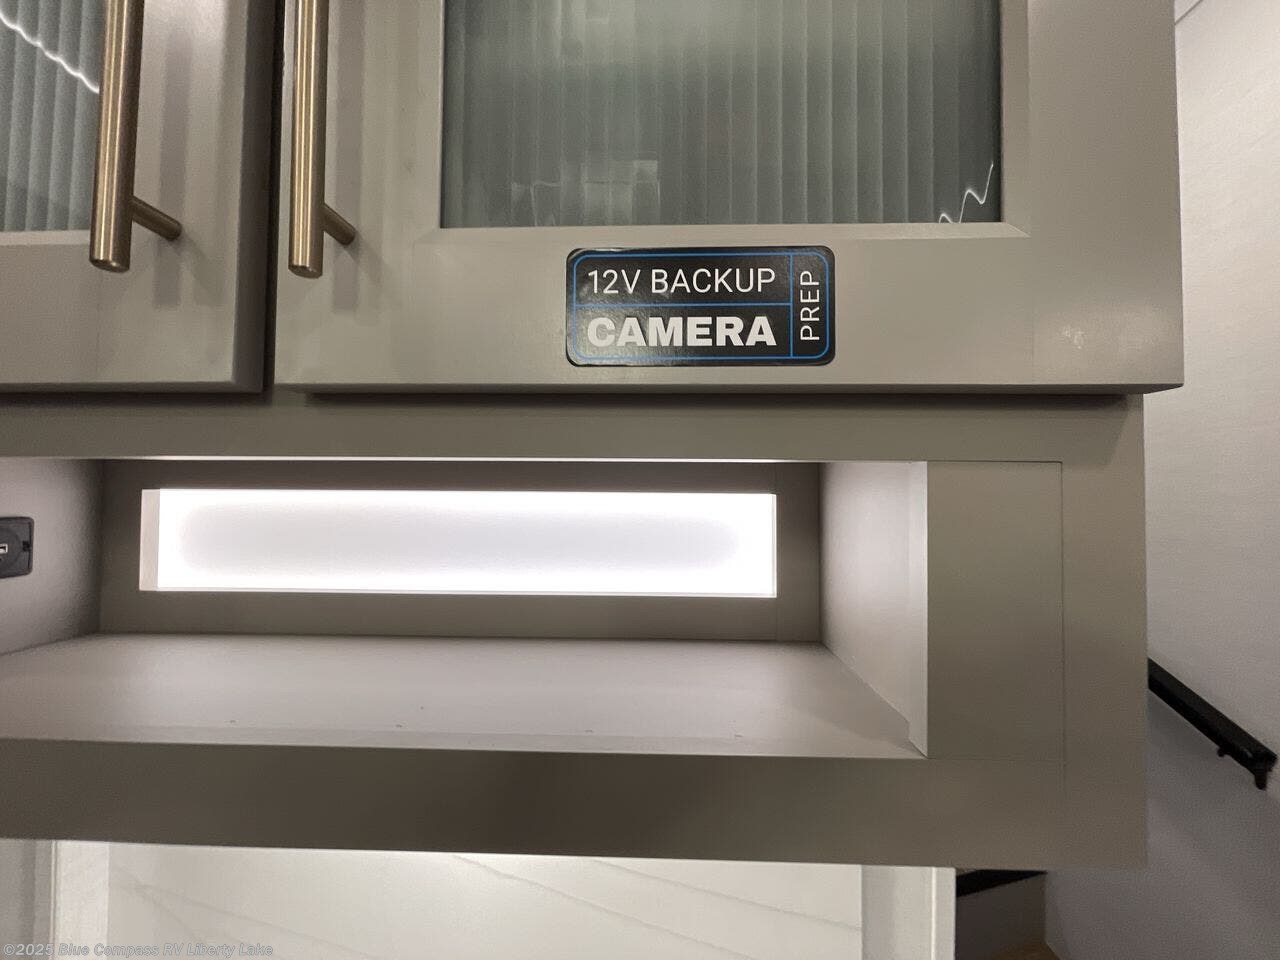 12V BACKUP
CAMERA
PREP
©2025 Blue Compass RV Liberty Lake